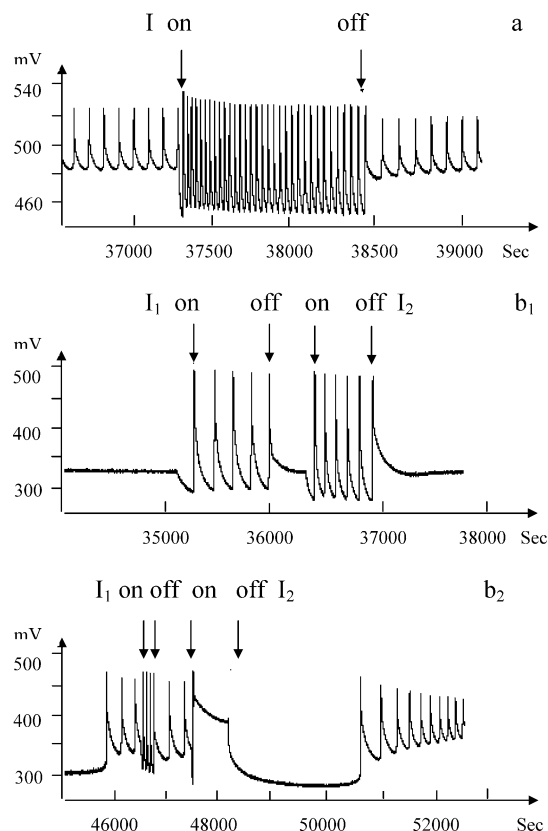 I on off a
mV
540
500
460
37000 37500 38000 38500 39000 Sec
I₁ on off on off I₂ b₁
mV
500
400
300
35000 36000 37000 38000
Sec
I₁ on off on off I₂ b₂
mV
500
400
300
46000 48000 50000 52000 Sec